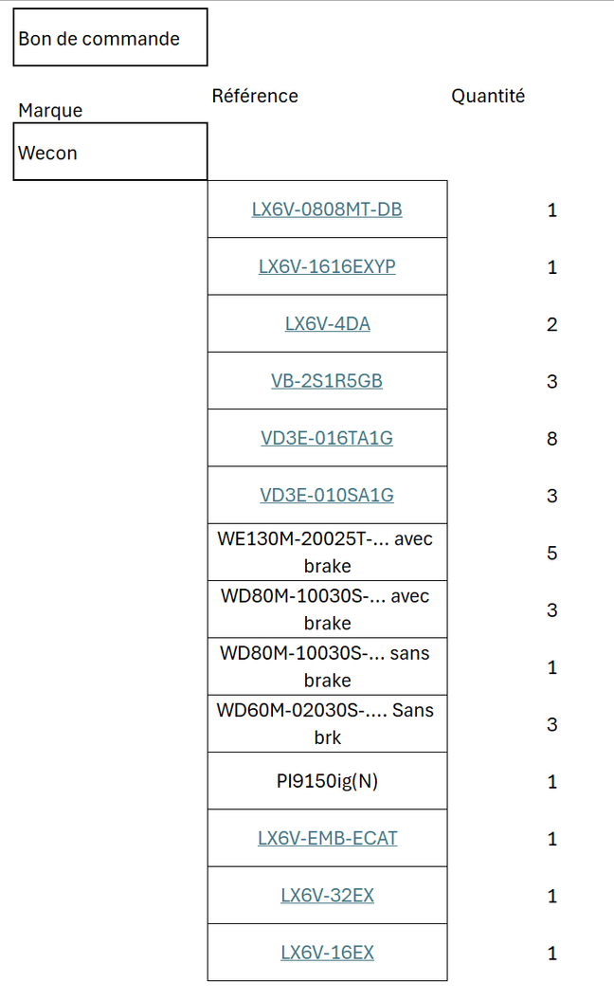 Bon de commande
Référence Quantité
Marque
Wecon
LX6V-0808MT-DB 1
LX6V-1616EXYP 1
LX6V-4DA 2
VB-2S1R5GB 3
VD3E-016TA1G 8
VD3E-010SA1G 3
WE130M-20025T-... avec
brake 5
WD80M-10030S-... avec
brake 3
WD80M-10030S-... sans
brake 1
WD60M-02030S-.... Sans
brk 3
PI9150ig(N) 1
LX6V-EMB-ECAT 1
LX6V-32EX 1
LX6V-16EX 1